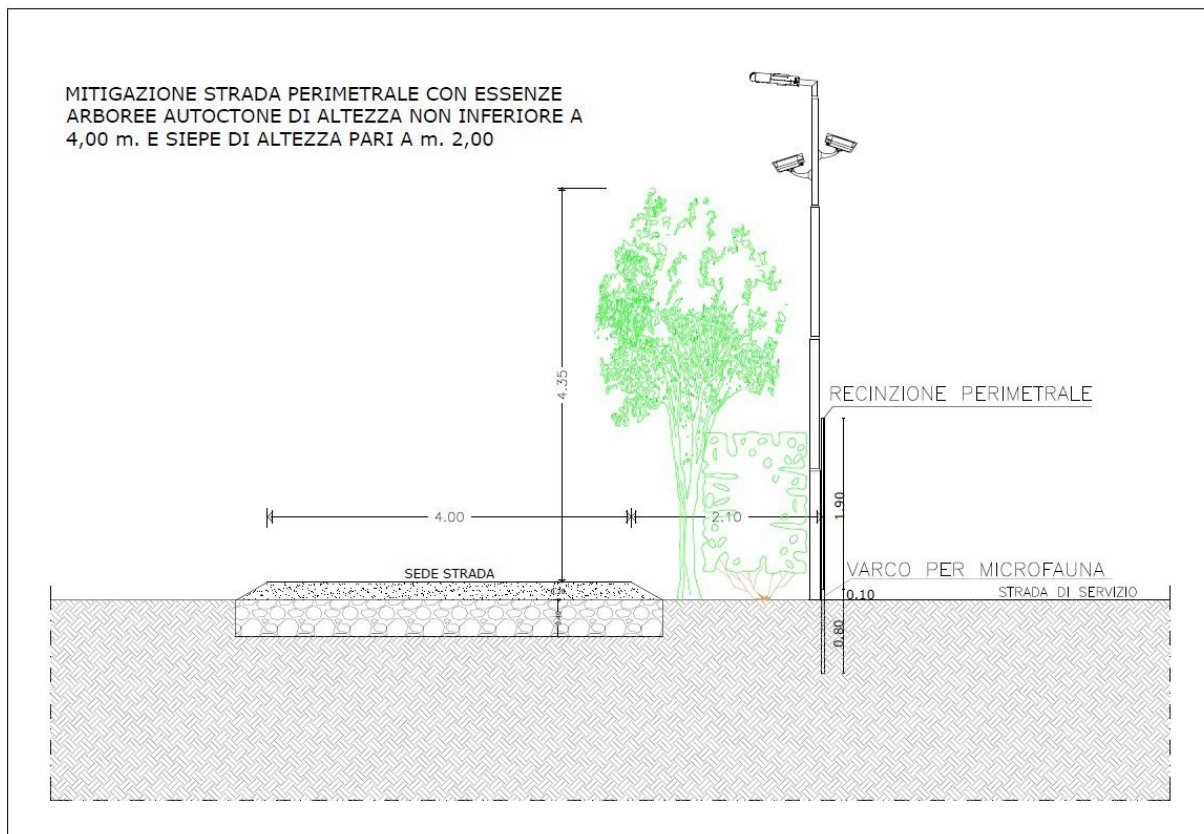 MITIGAZIONE STRADA PERIMETRALE CON ESSENZE
ARBOREE AUTOCTONE DI ALTEZZA NON INFERIORE A
4,00 m. E SIEPE DI ALTEZZA PARI A m. 2,00
4.35
RECINZIONE PERIMETRALE
1.90
4.00
2.10
SEDE STRADA
VARCO PER MICROFAUNA
0.10
STRADA DI SERVIZIO
0.80